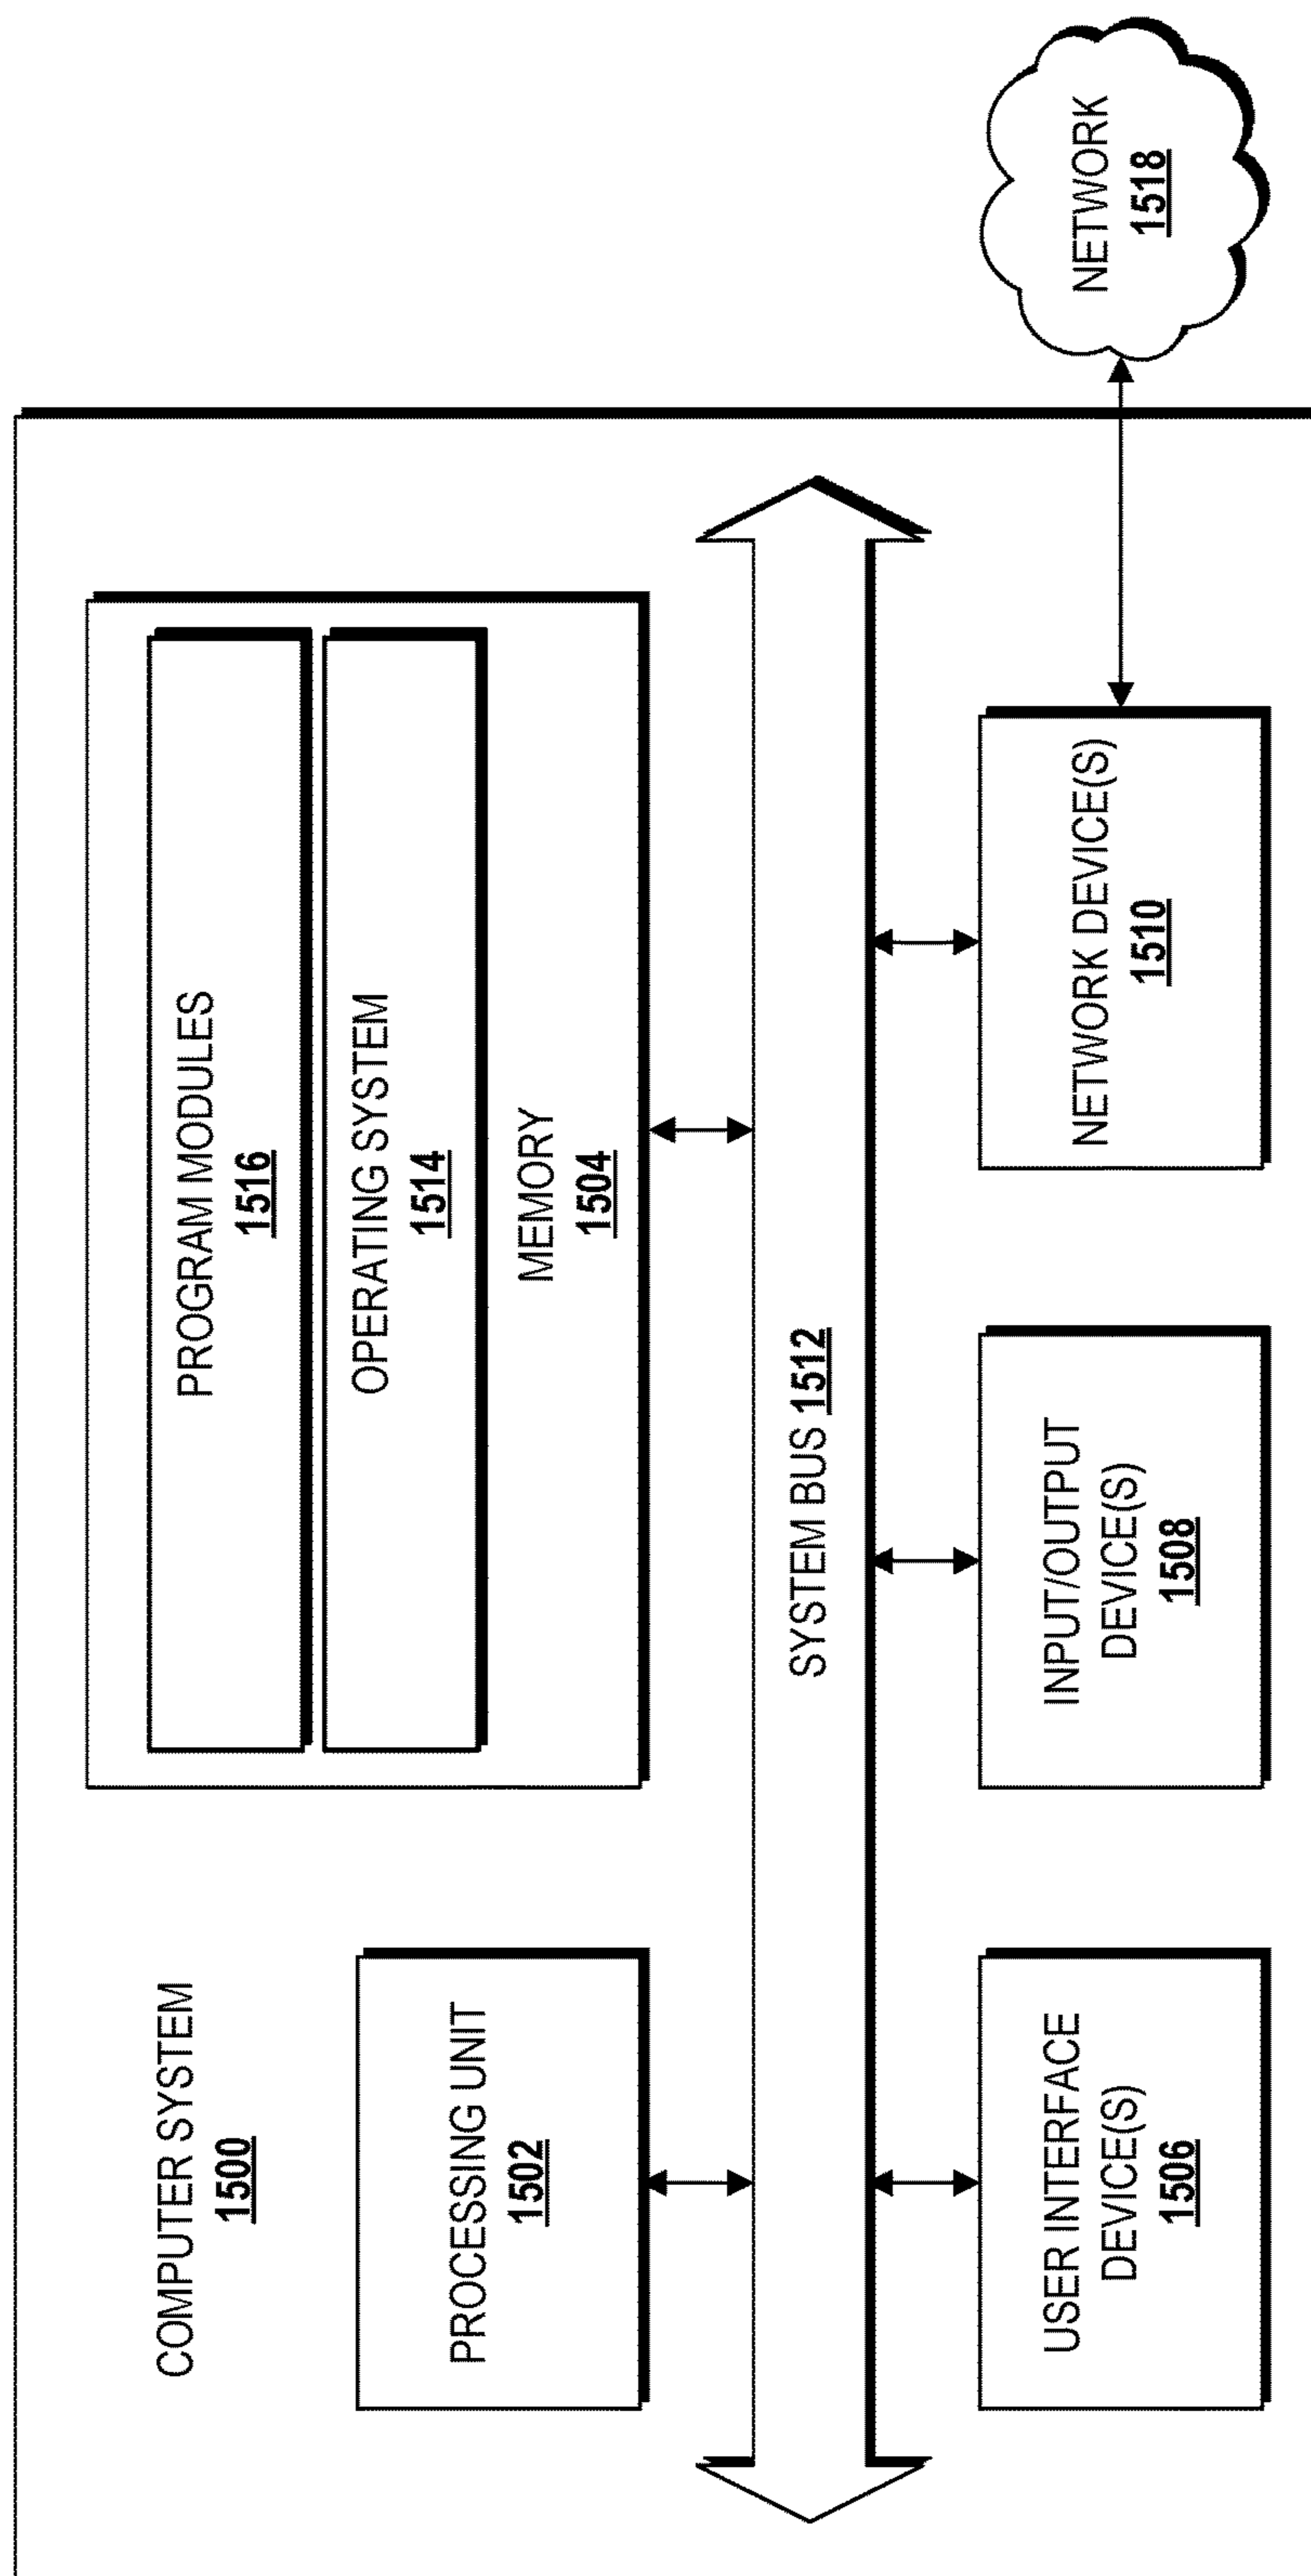 COMPUTER SYSTEM
1500
PROGRAM MODULES
1516
OPERATING SYSTEM
1514
MEMORY
1504
PROCESSING UNIT
1502
SYSTEM BUS 1512
USER INTERFACE
DEVICE(S)
1506
INPUT/OUTPUT
DEVICE(S)
1508
NETWORK DEVICE(S)
1510
NETWORK
1518